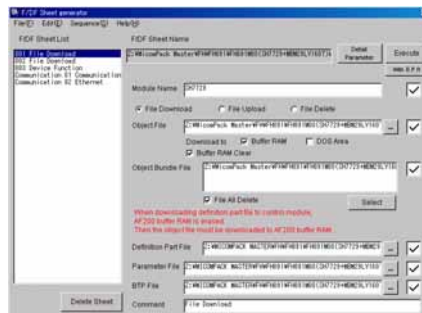 F/DF Sheet generator
File(F) Edit(E) Sequence(S) Help(H)
F/DF Sheet List
F/DF Sheet Name
001 File Download
002 File Download
003 Device Function
Communication 01 Communication
Communication 02 Ethernet
Detail Parameter
Execute
Module Name
CH7729
File Download File Upload File Delete
Object File
...
Download to Buffer RAM DOS Area
Buffer RAM Clear
Object Bundle File
File All Delete
Select
When downloading definition part file to control module,
AF200 buffer RAM is erased.
Then the object file must be downloaded to AF200 buffer RAM.
Definition Part File
...
Parameter File
...
BTP File
...
Delete Sheet
Comment
File Download